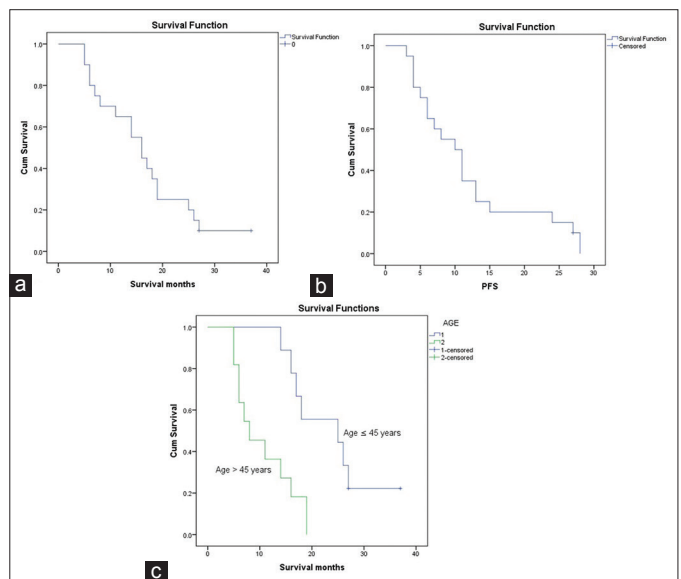 Survival Function
Survival Function
0
1.0
0.8
0.6
0.4
0.2
0.0
Cum Survival
0 10 20 30 40
Survival months
a
Survival Function
Survival Function
Censored
1.0
0.8
0.6
0.4
0.2
0.0
Cum Survival
0 5 10 15 20 25 30
PFS
b
Survival Functions
AGE
1
2
1-censored
2-censored
1.0
0.8
0.6
0.4
0.2
0.0
Cum Survival
Age ≤ 45 years
Age > 45 years
0 10 20 30 40
Survival months
c